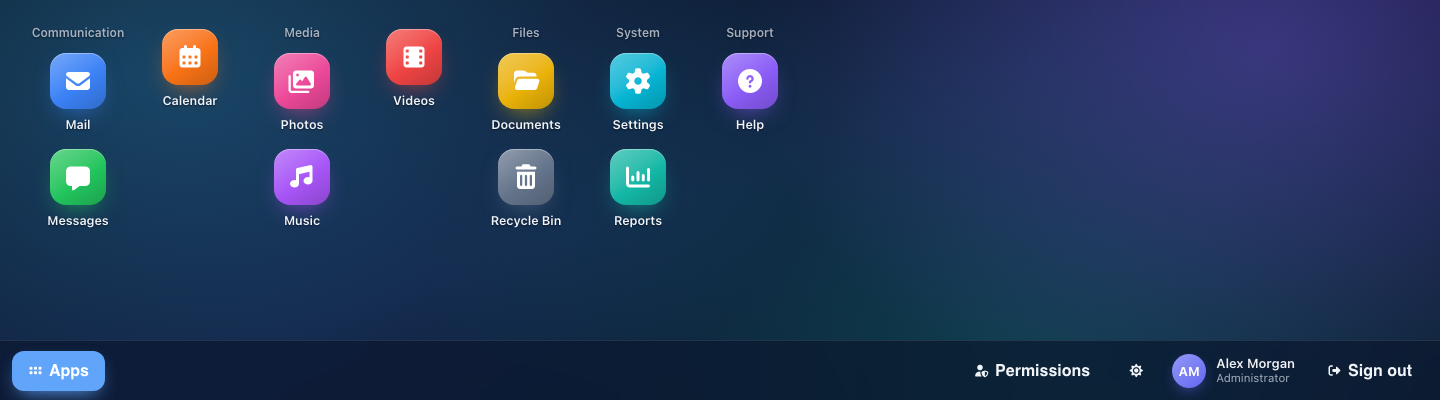 Communication
Mail
Messages
Calendar
Media
Photos
Music
Videos
Files
Documents
Recycle Bin
System
Settings
Reports
Support
Help
Apps
Permissions
AM
Alex Morgan
Administrator
Sign out